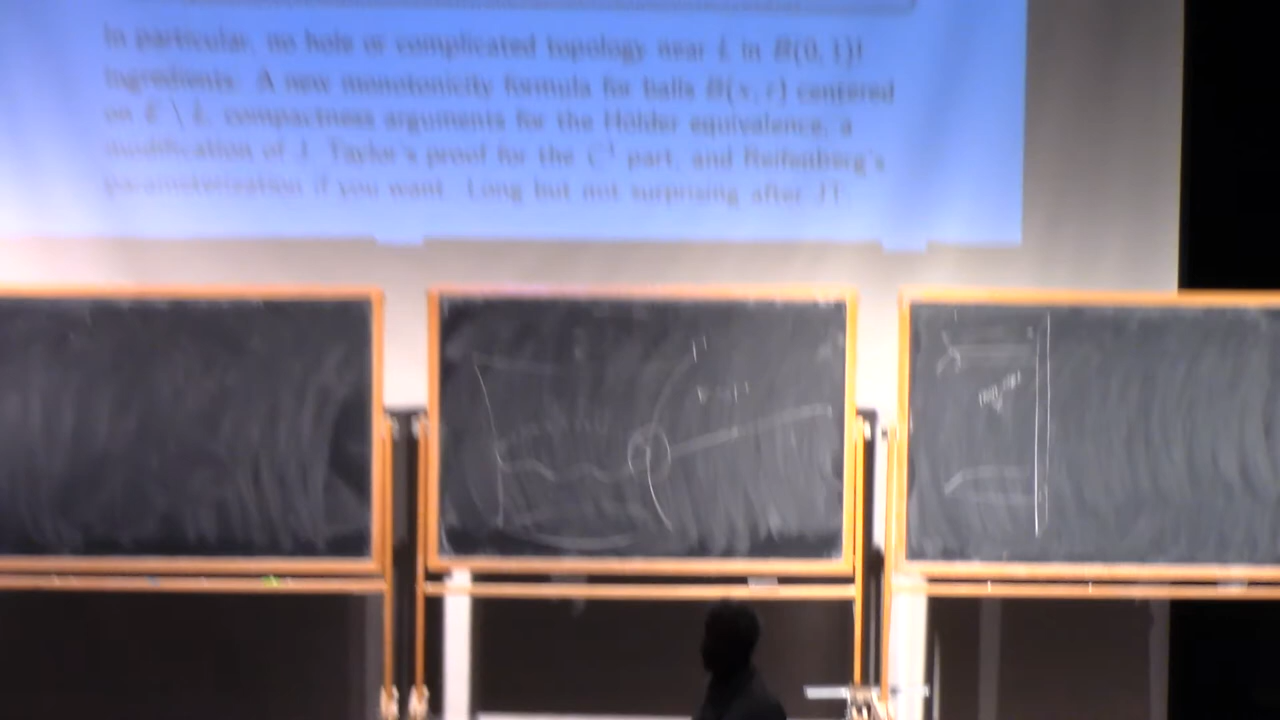 In particular, no hole or complicated topology near L in B(0, 1)!
Ingredients: A new monotonicity formula for balls B(x, r) centered
on E \ L, compactness arguments for the Hölder equivalence, a
modification of J. Taylor's proof for the C¹ part, and Reifenberg's
parameterization if you want. Long but not surprising after JT.